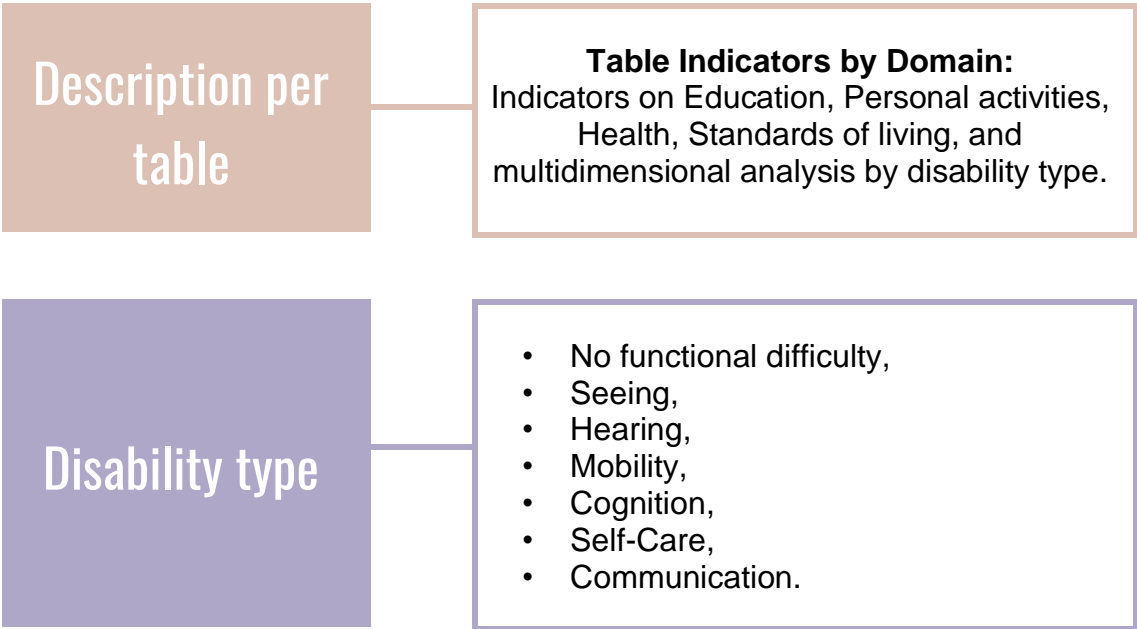 Description per
table
Table Indicators by Domain:
Indicators on Education, Personal activities,
Health, Standards of living, and
multidimensional analysis by disability type.
Disability type
• No functional difficulty,
• Seeing,
• Hearing,
• Mobility,
• Cognition,
• Self-Care,
• Communication.